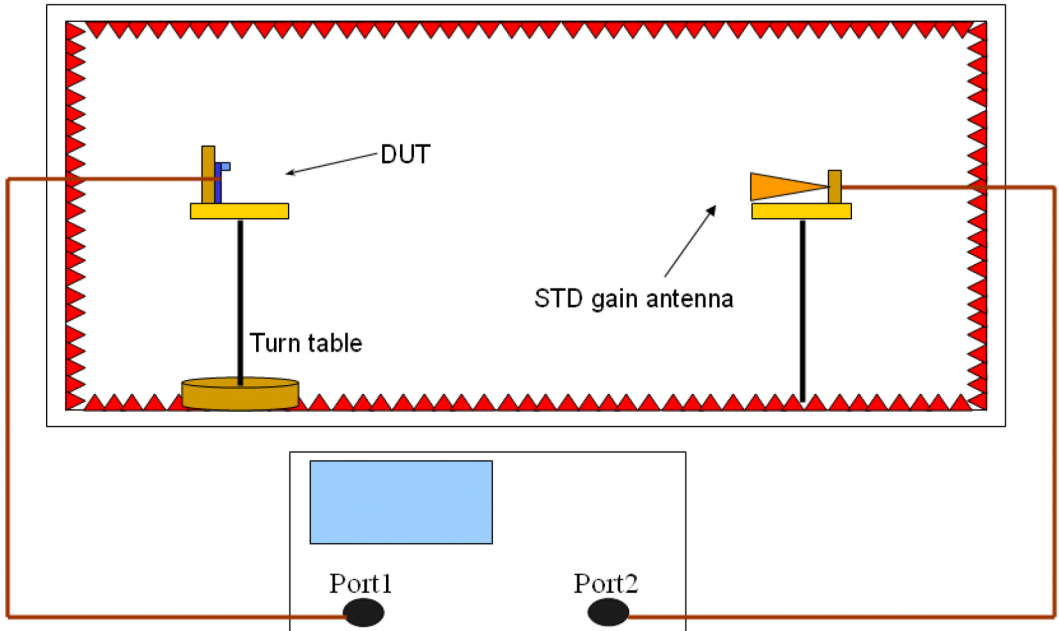 DUT
STD gain antenna
Turn table
Port1
Port2